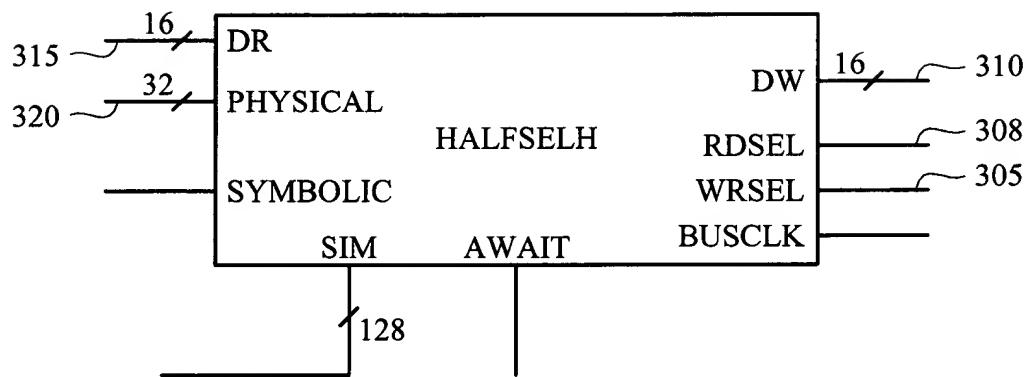 16
315
DR
32
320
PHYSICAL
16
310
DW
HALFSELH
RDSEL
308
SYMBOLIC
WRSEL
305
SIM
AWAIT
BUSCLK
128